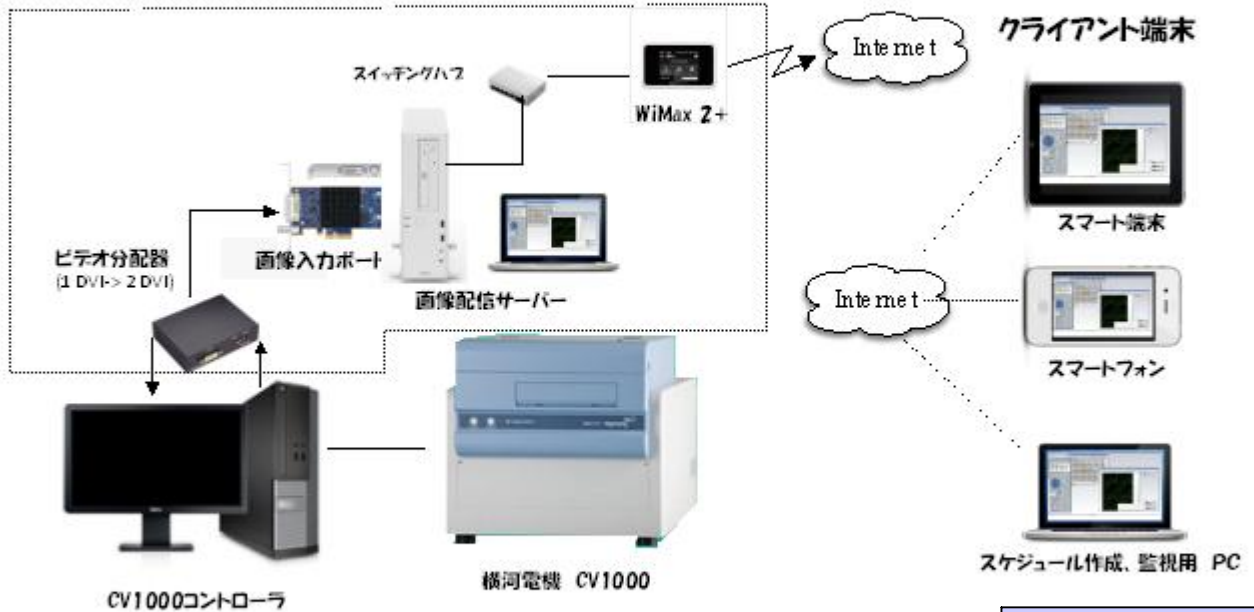 クライアント端末
Internet
スイッチングハブ
WiMax 2+
スマート端末
ビデオ分配器
(1 DVI-> 2 DVI)
画像入力ボード
画像配信サーバー
Internet
スマートフォン
横河電機 CV1000
スケジュール作成、監視用 PC
CV1000コントローラ